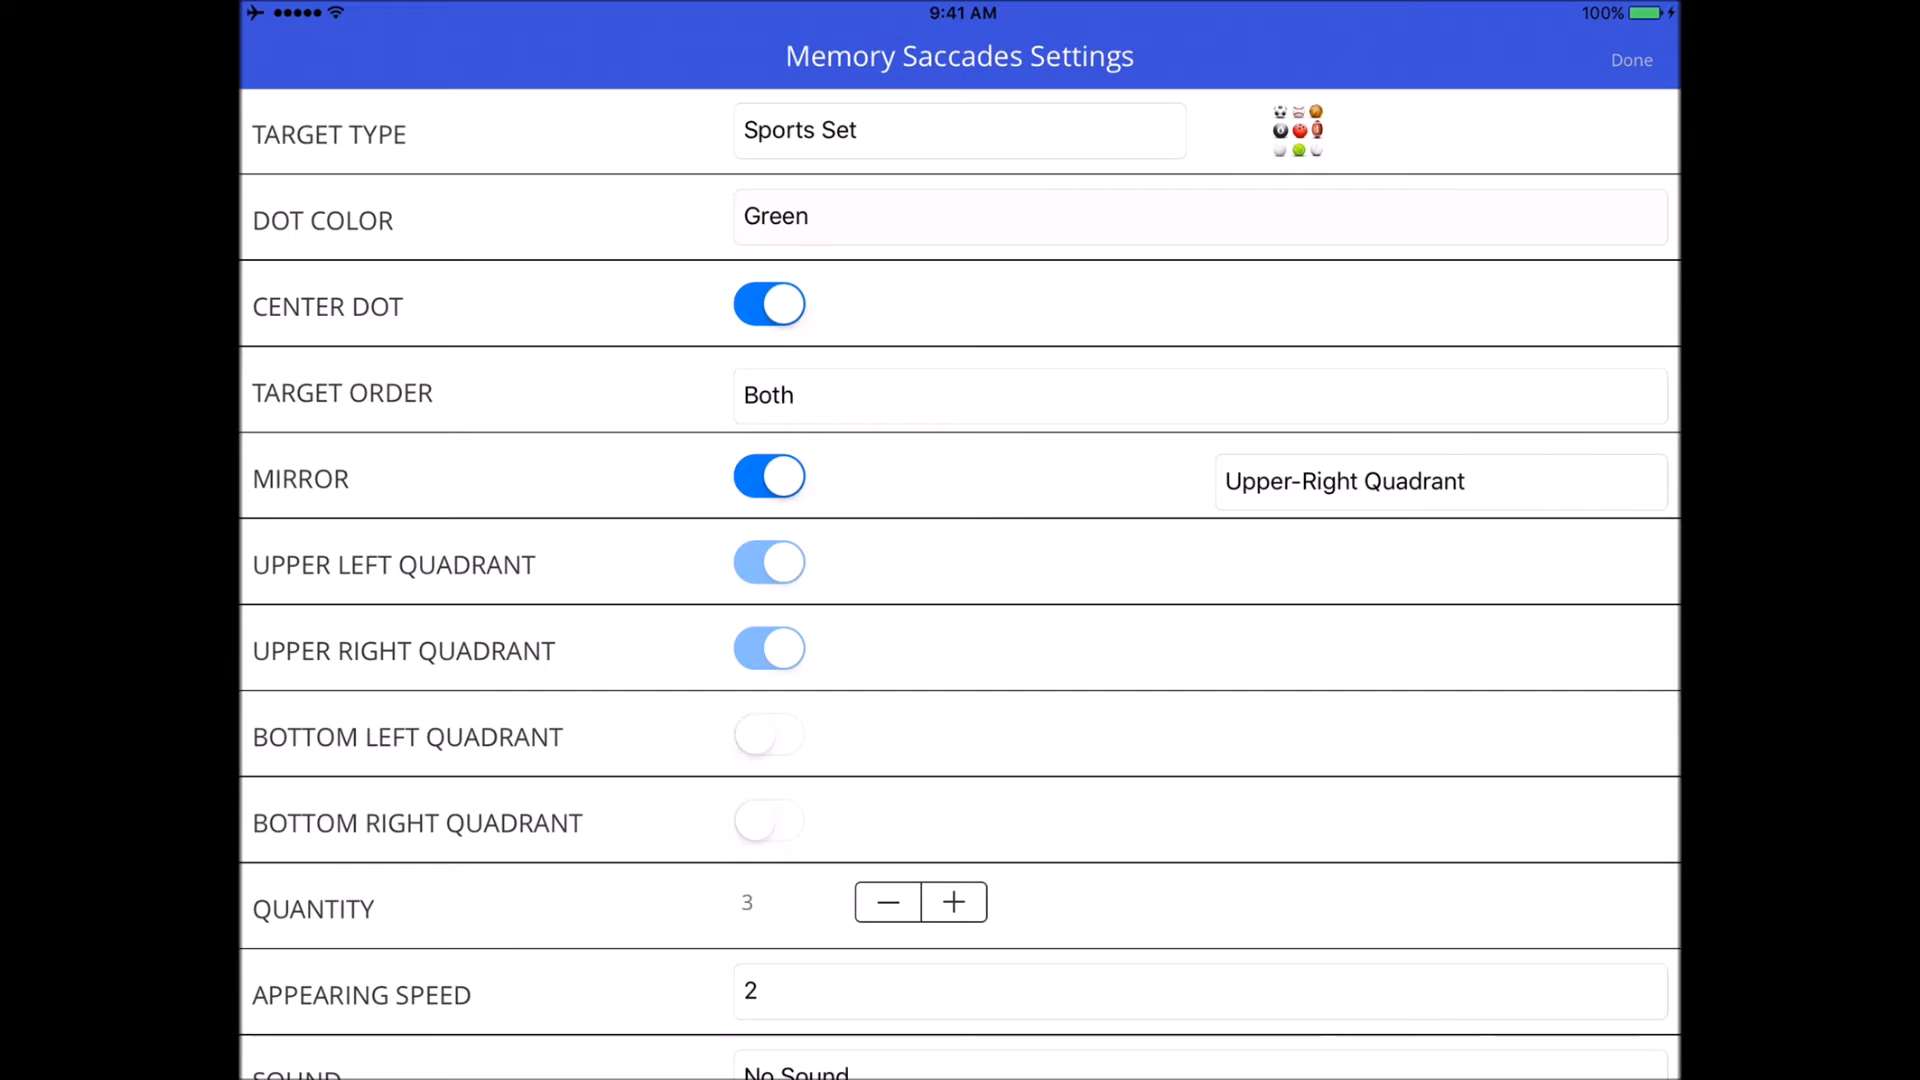 9:41 AM
100%
Memory Saccades Settings
Done
TARGET TYPE
Sports Set
DOT COLOR
Green
CENTER DOT
TARGET ORDER
Both
MIRROR
Upper-Right Quadrant
UPPER LEFT QUADRANT
UPPER RIGHT QUADRANT
BOTTOM LEFT QUADRANT
BOTTOM RIGHT QUADRANT
QUANTITY
3
APPEARING SPEED
2
SOUND
No Sound